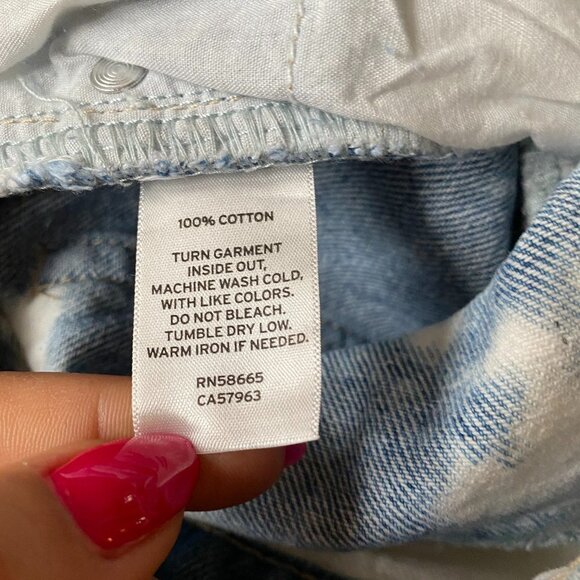 100% COTTON
TURN GARMENT
INSIDE OUT,
MACHINE WASH COLD,
WITH LIKE COLORS.
DO NOT BLEACH.
TUMBLE DRY LOW.
WARM IRON IF NEEDED.
RN58665
CA57963